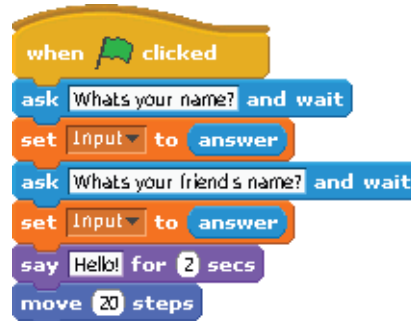 when clicked
ask Whats your name? and wait
set Input to answer
ask Whats your friend s name? and wait
set Input to answer
say Hello! for 2 secs
move 20 steps